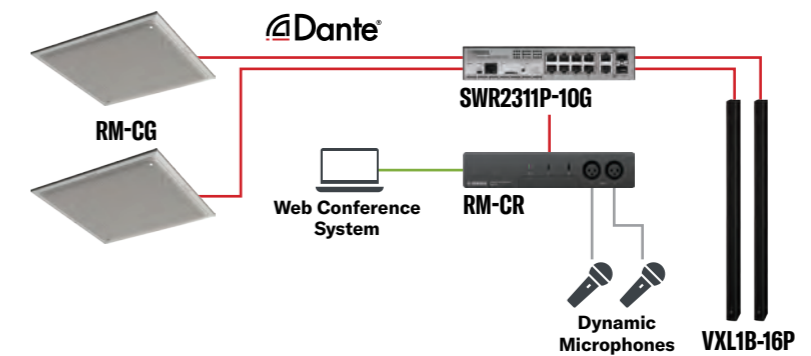 Dante®
SWR2311P-10G
RM-CG
Web Conference
System
RM-CR
Dynamic
Microphones
VXL1B-16P